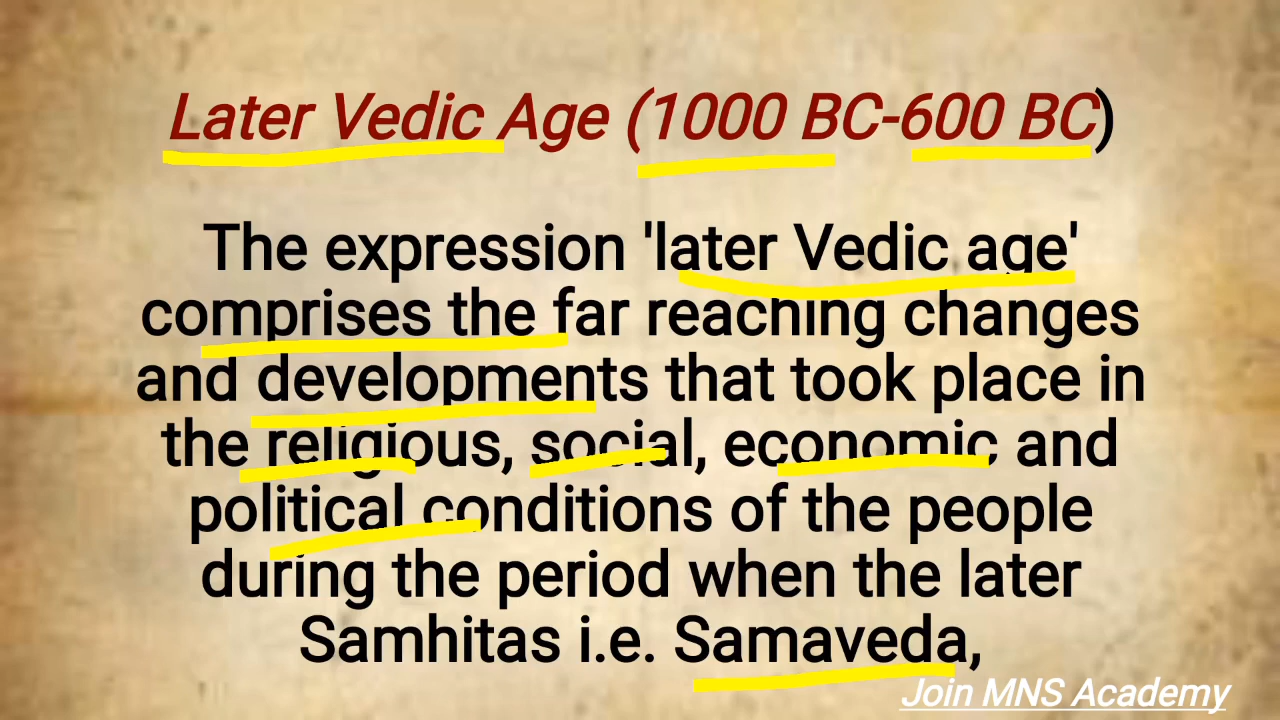 Later Vedic Age (1000 BC-600 BC)
The expression 'later Vedic age'
comprises the far reaching changes
and developments that took place in
the religious, social, economic and
political conditions of the people
during the period when the later
Samhitas i.e. Samaveda,
Join MNS Academy